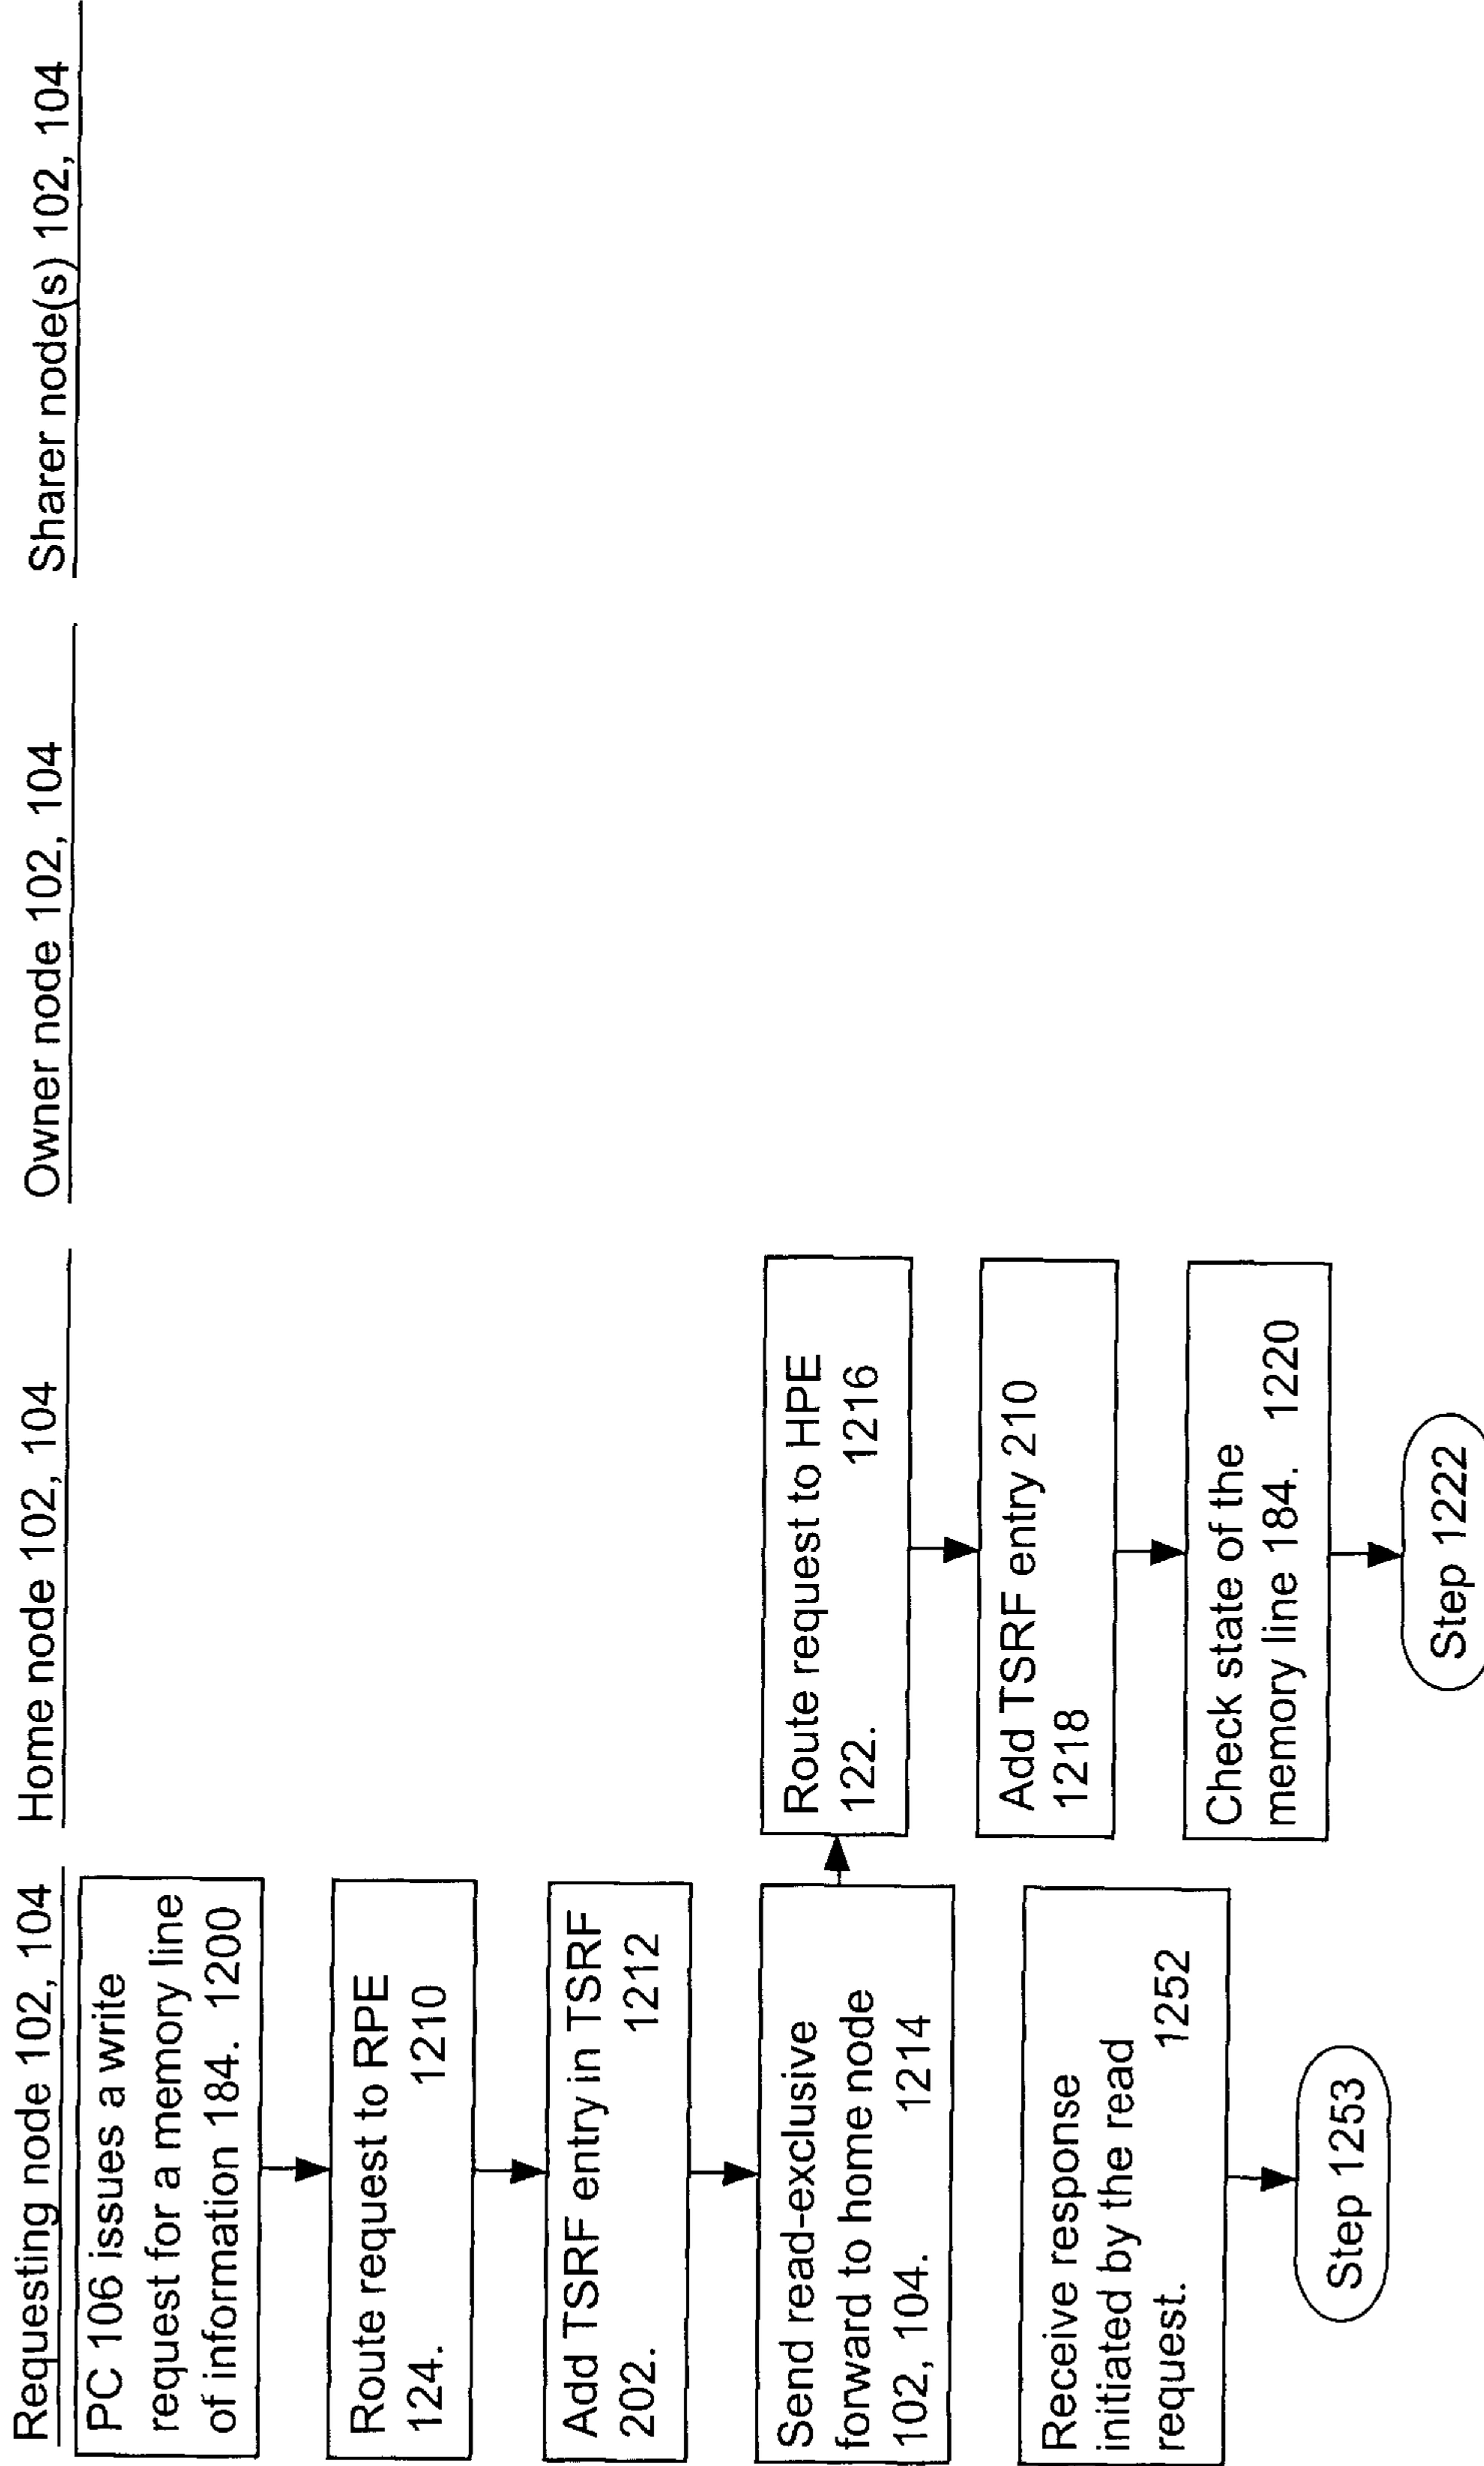 Requesting node 102, 104
Home node 102, 104
Owner node 102, 104
Sharer node(s) 102, 104
PC 106 issues a write
request for a memory line
of information 184. 1200
Route request to RPE
124. 1210
Add TSRF entry in TSRF
202. 1212
Send read-exclusive
forward to home node
102, 104. 1214
Route request to HPE
122. 1216
Add TSRF entry 210
1218
Check state of the
memory line 184. 1220
Step 1222
Receive response
initiated by the read
request. 1252
Step 1253